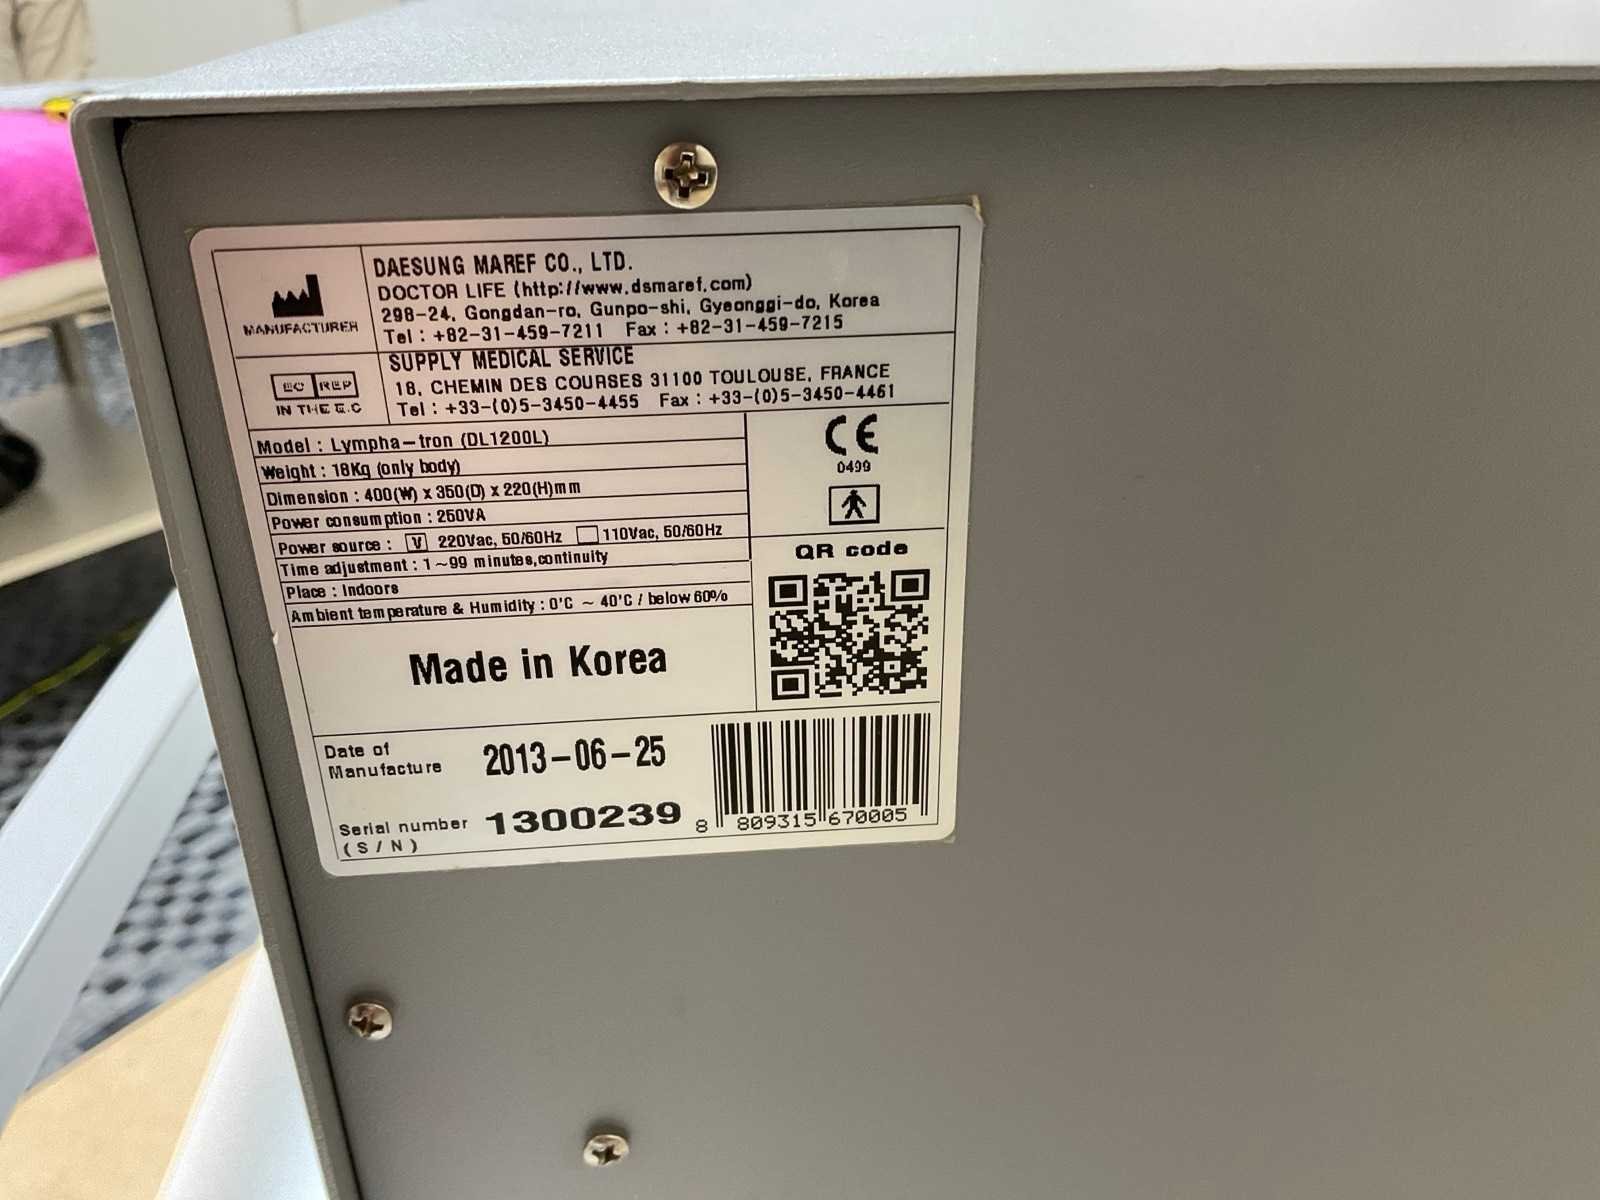 DAESUNG MAREF CO., LTD.
DOCTOR LIFE (http://www.dsmaref.com)
298-24, Gongdan-ro, Gunpo-shi, Gyeonggi-do, Korea
Tel : +82-31-459-7211 Fax : +82-31-459-7215
MANUFACTURER
SUPPLY MEDICAL SERVICE
18, CHEMIN DES COURSES 31100 TOULOUSE, FRANCE
Tel : +33-(0)5-3450-4455 Fax : +33-(0)5-3450-4461
EC REP
IN THE E.C
Model : Lympha-tron (DL1200L)
Weight : 18Kg (only body)
Dimension : 400(W) x 350(D) x 220(H)mm
Power consumption : 250VA
Power source : V 220Vac, 50/60Hz 110Vac, 50/60Hz
Time adjustment : 1~99 minutes,continuity
Place : Indoors
Ambient temperature & Humidity : 0'C ~ 40'C / below 60%
CE
0499
QR code
Made in Korea
Date of
Manufacture 2013-06-25
Serial number 1300239
(S/N)
8 809315 670005